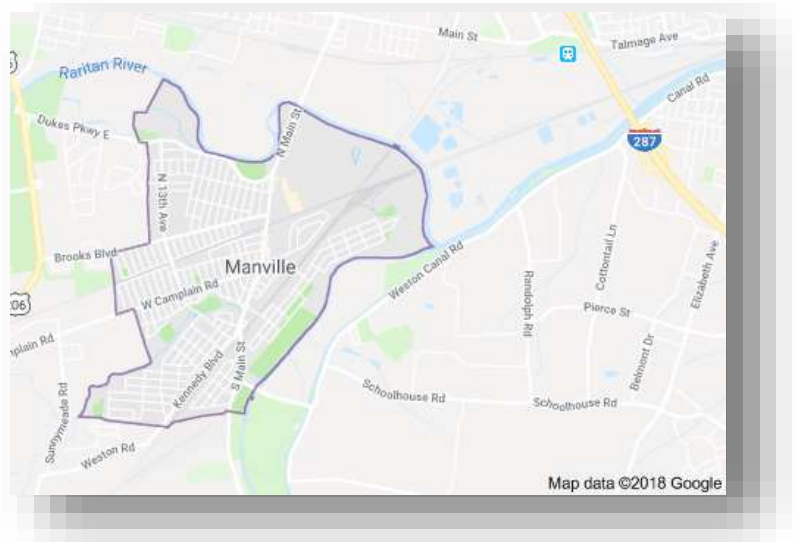 Main St
Talmage Ave
Raritan River
Canal Rd
Dukes Pkwy E
N Main St
287
N 13th Ave
Brooks Blvd
Manville
Weston Canal Rd
Cottontail Ln
Elizabeth Ave
W Camplain Rd
Randolph Rd
Pierce St
06
nplain Rd
Belmont Dr
Kennedy Blvd
S Main St
Schoolhouse Rd
Schoolhouse Rd
Sunnymeade Rd
Weston Rd
Map data ©2018 Google